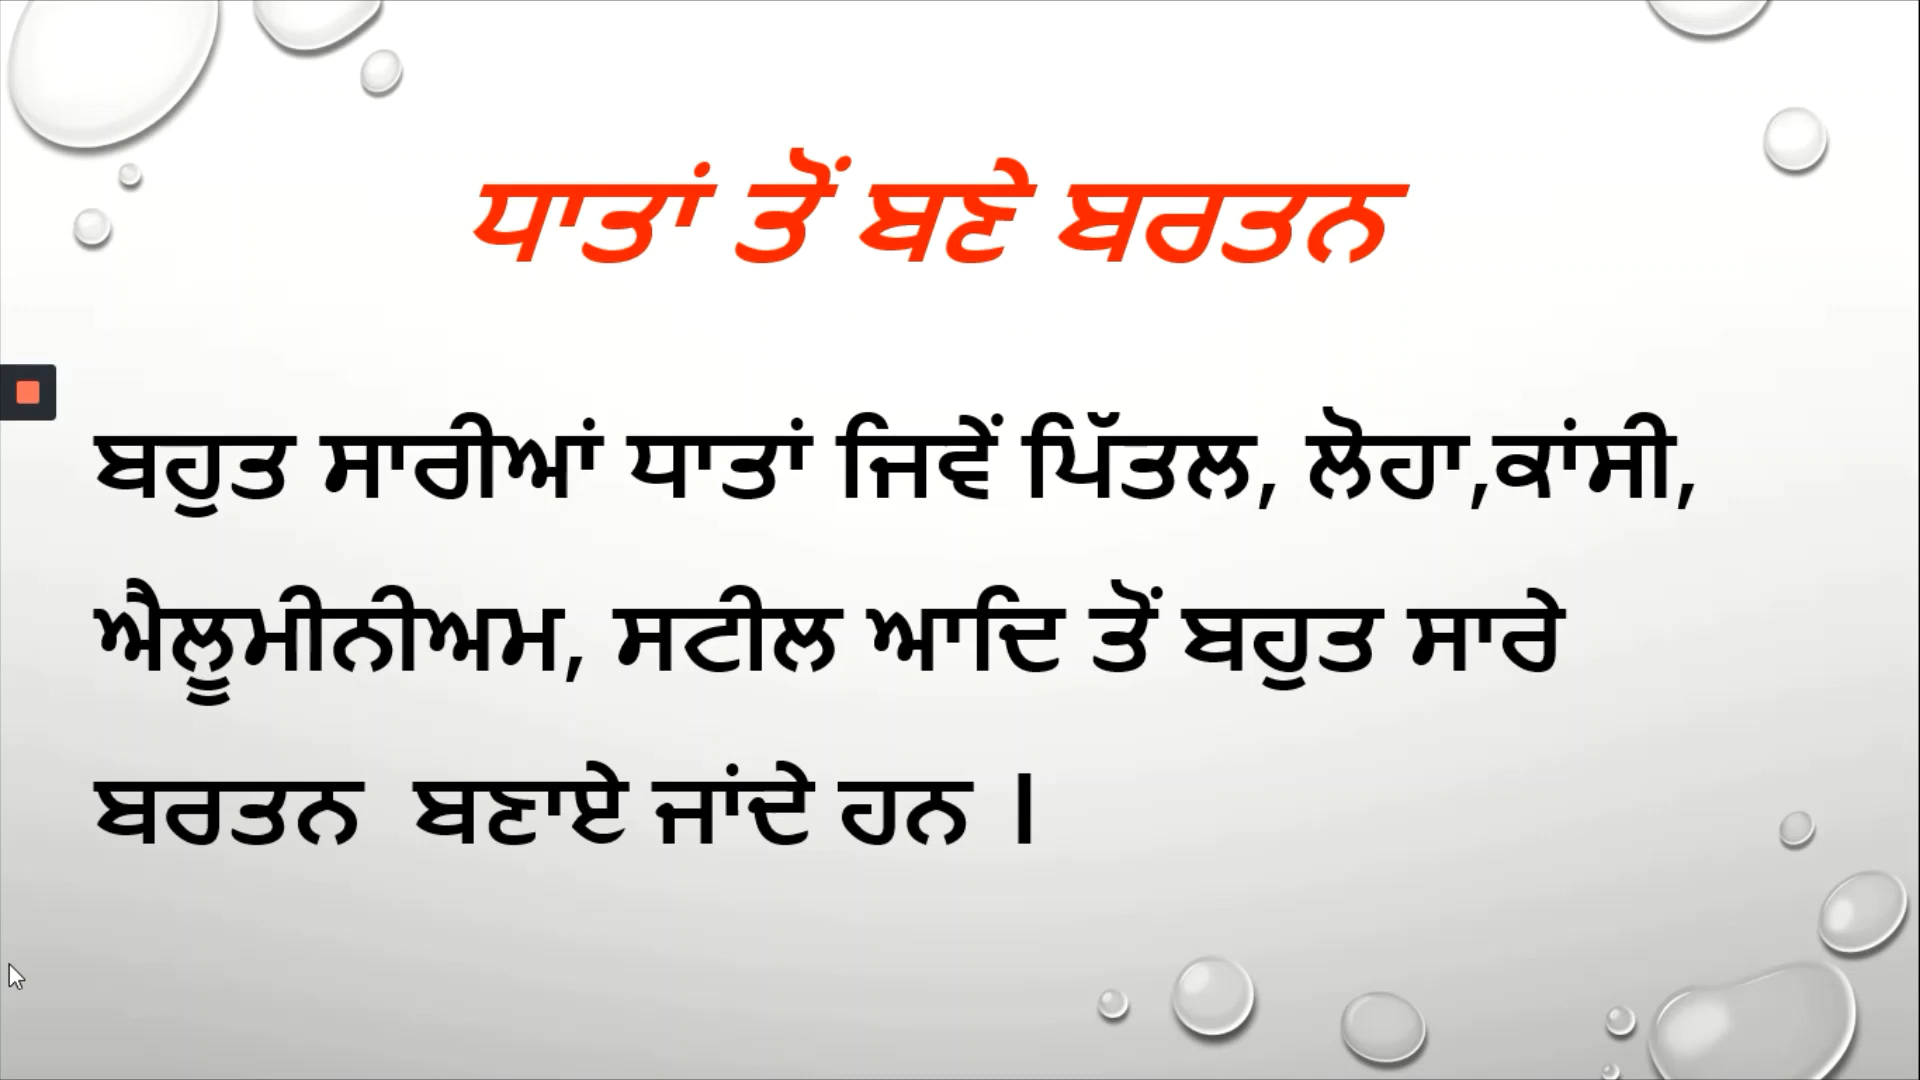 ਧਾਤਾਂ ਤੋਂ ਬਣੇ ਬਰਤਨ
ਬਹੁਤ ਸਾਰੀਆਂ ਧਾਤਾਂ ਜਿਵੇਂ ਪਿੱਤਲ, ਲੋਹਾ,ਕਾਂਸੀ,
ਐਲੂਮੀਨੀਅਮ, ਸਟੀਲ ਆਦਿ ਤੋਂ ਬਹੁਤ ਸਾਰੇ
ਬਰਤਨ  ਬਣਾਏ ਜਾਂਦੇ ਹਨ ।